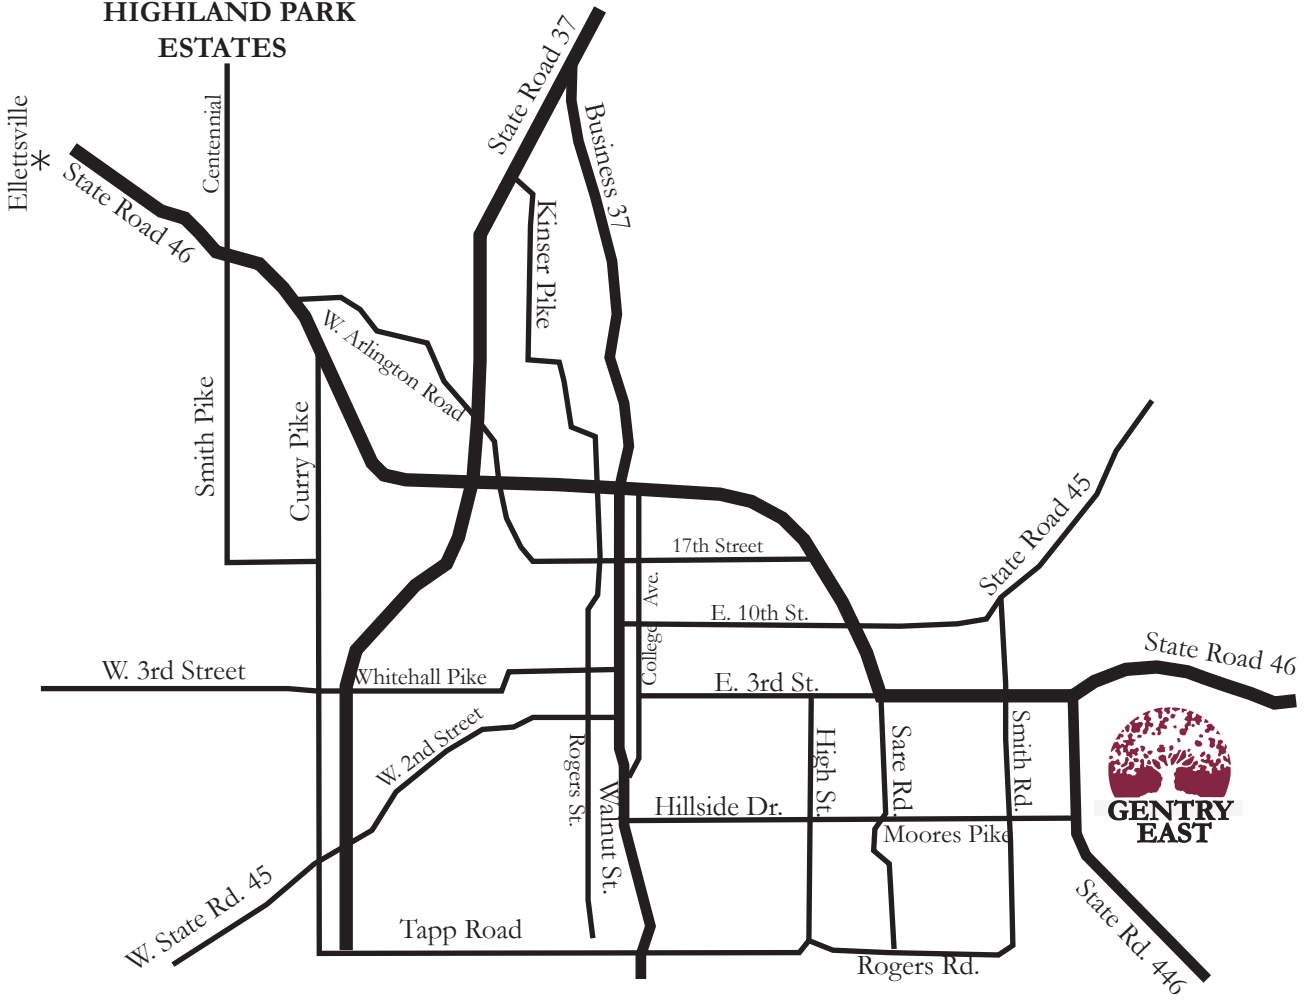 HIGHLAND PARK
ESTATES
Ellettsville
*
Centennial
State Road 46
State Road 37
Business 37
Kinser Pike
W. Arlington Road
Smith Pike
Curry Pike
17th Street
State Road 45
College Ave.
E. 10th St.
W. 3rd Street
Whitehall Pike
E. 3rd St.
State Road 46
W. 2nd Street
Rogers St.
Walnut St.
High St.
Sare Rd.
Smith Rd.
Hillside Dr.
Moores Pike
GENTRY
EAST
W. State Rd. 45
Tapp Road
Rogers Rd.
State Rd. 446